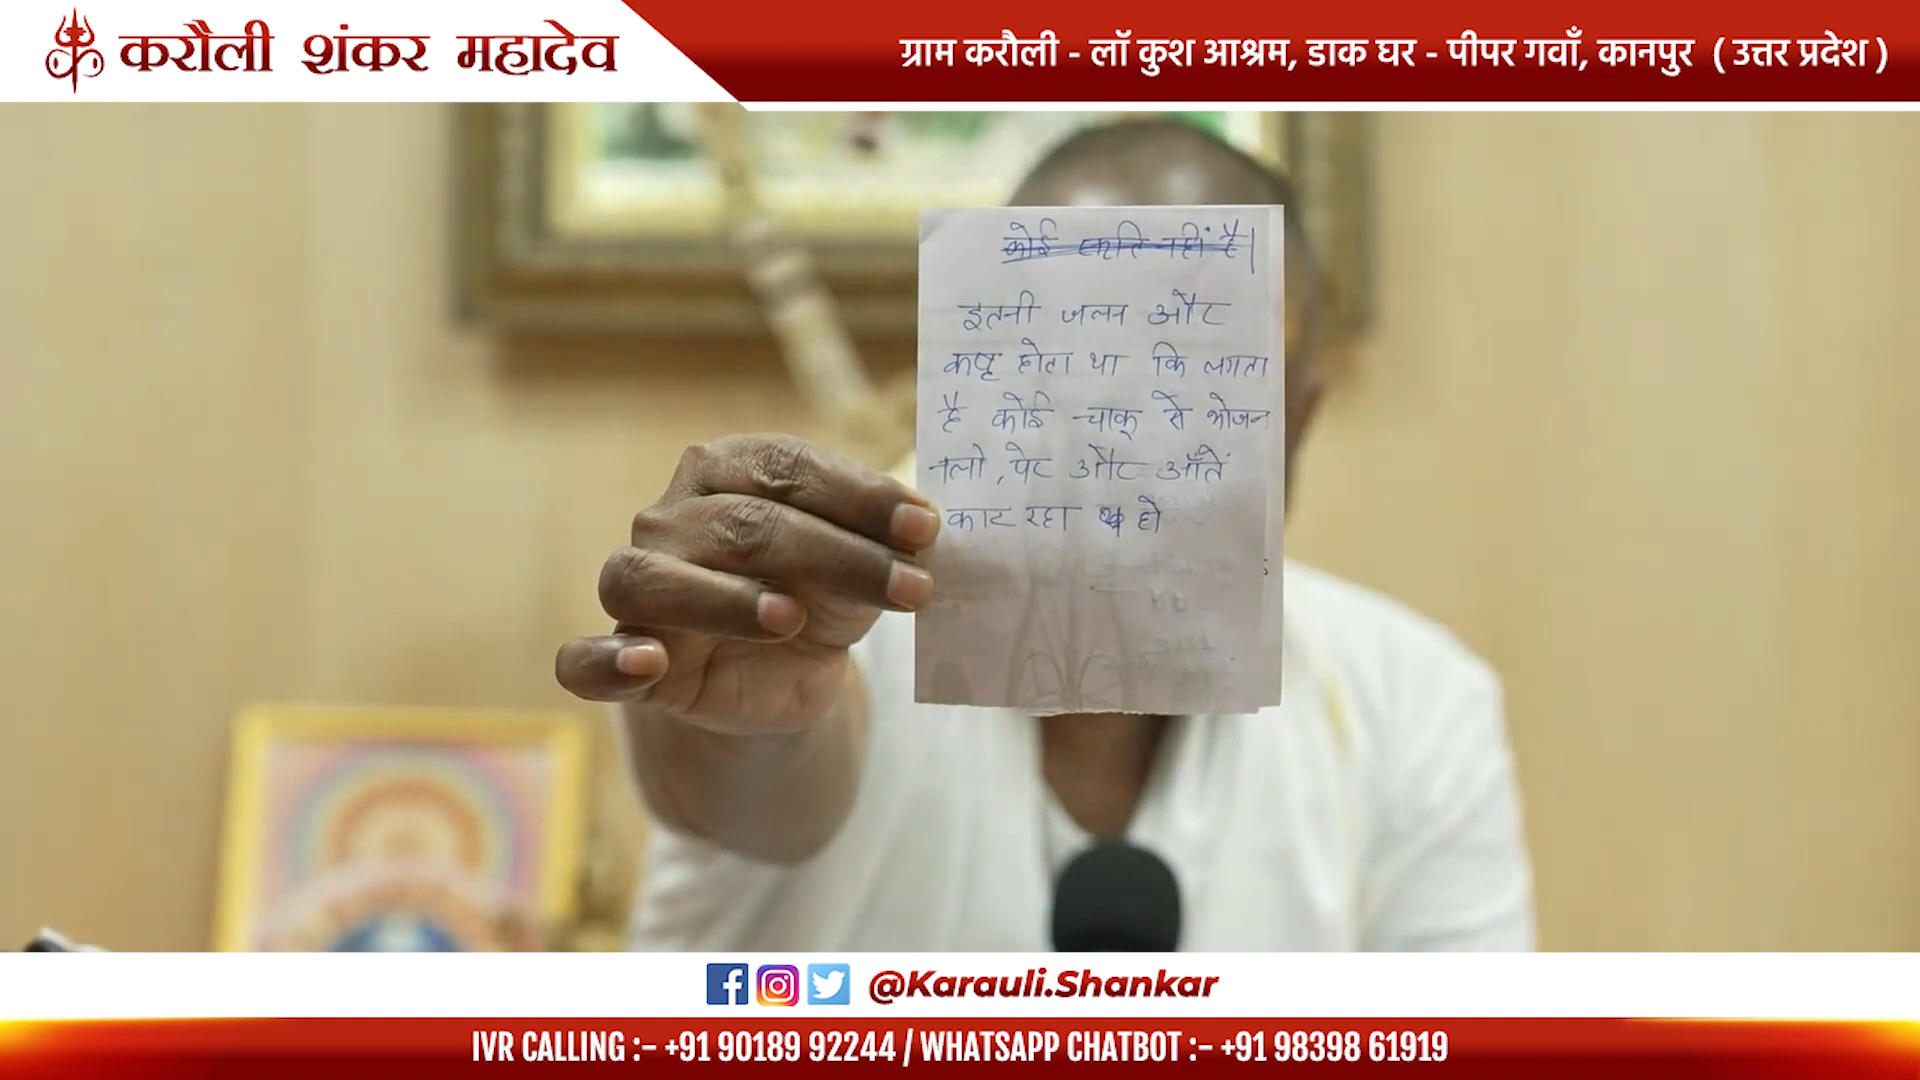 करौली शंकर महादेव
ग्राम करौली - लॉ कुश आश्रम, डाक घर - पीपर गवाँ, कानपुर ( उत्तर प्रदेश )
कोई स्मृति नहीं है।
इतनी जलन और
कष्ट होता था कि लगता
है कोई चाकू से भोजन
नली, पेट और आँतें
काट रहा हो
@Karauli.Shankar
IVR CALLING :- +91 90189 92244 / WHATSAPP CHATBOT :- +91 98398 61919